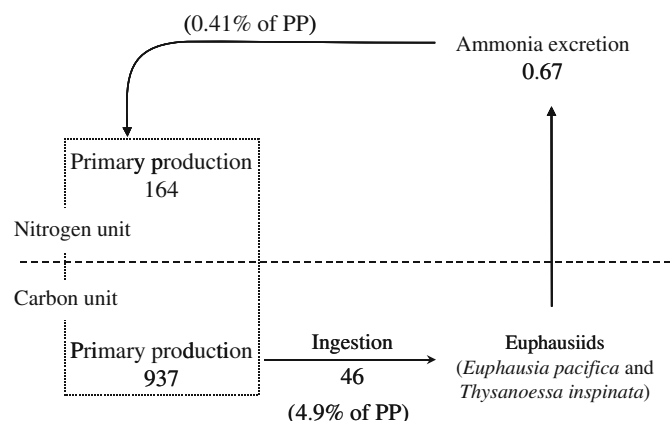 (0.41% of PP)
Ammonia excretion
0.67
Primary production
164
Nitrogen unit
Carbon unit
Primary production
937
Ingestion
46
(4.9% of PP)
Euphausiids
(Euphausia pacifica and
Thysanoessa inspinata)